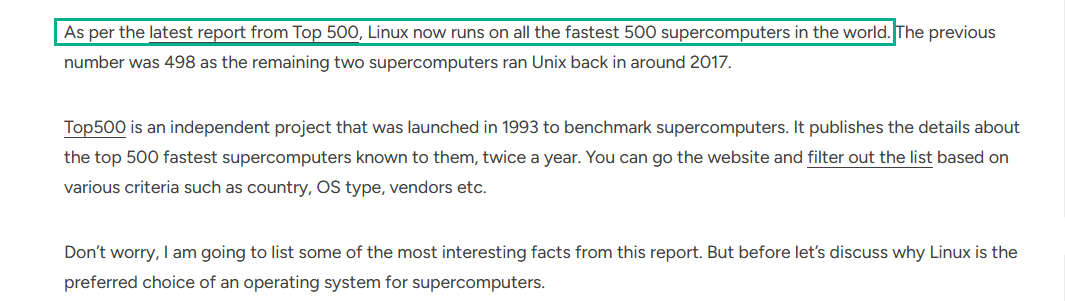 As per the latest report from Top 500, Linux now runs on all the fastest 500 supercomputers in the world. The previous
number was 498 as the remaining two supercomputers ran Unix back in around 2017.
Top500 is an independent project that was launched in 1993 to benchmark supercomputers. It publishes the details about
the top 500 fastest supercomputers known to them, twice a year. You can go the website and filter out the list based on
various criteria such as country, OS type, vendors etc.
Don’t worry, I am going to list some of the most interesting facts from this report. But before let’s discuss why Linux is the
preferred choice of an operating system for supercomputers.